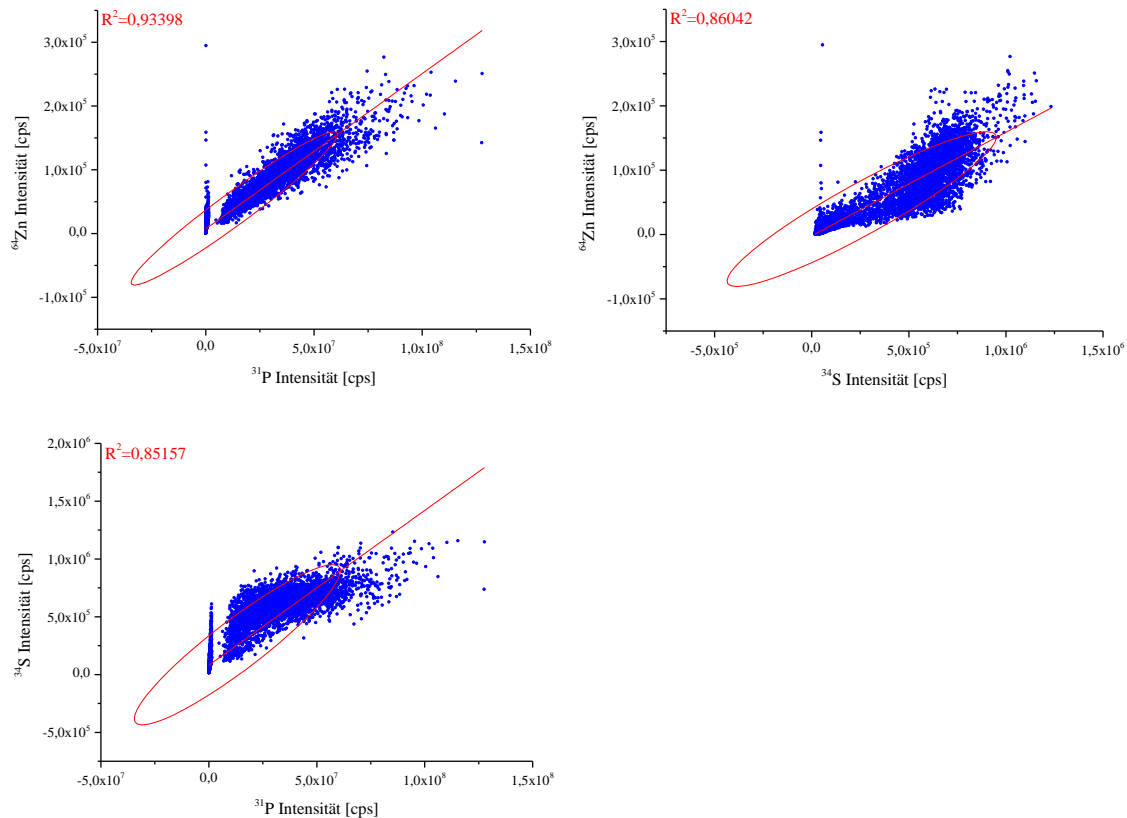 R²=0,93398
3,0x10⁵
2,0x10⁵
1,0x10⁵
0,0
-1,0x10⁵
⁶⁴Zn Intensität [cps]
-5,0x10⁷ 0,0 5,0x10⁷ 1,0x10⁸ 1,5x10⁸
³¹P Intensität [cps]
R²=0,86042
3,0x10⁵
2,0x10⁵
1,0x10⁵
0,0
-1,0x10⁵
⁶⁴Zn Intensität [cps]
-5,0x10⁵ 0,0 5,0x10⁵ 1,0x10⁶ 1,5x10⁶
³⁴S Intensität [cps]
R²=0,85157
2,0x10⁶
1,5x10⁶
1,0x10⁶
5,0x10⁵
0,0
-5,0x10⁵
³⁴S Intensität [cps]
-5,0x10⁷ 0,0 5,0x10⁷ 1,0x10⁸ 1,5x10⁸
³¹P Intensität [cps]